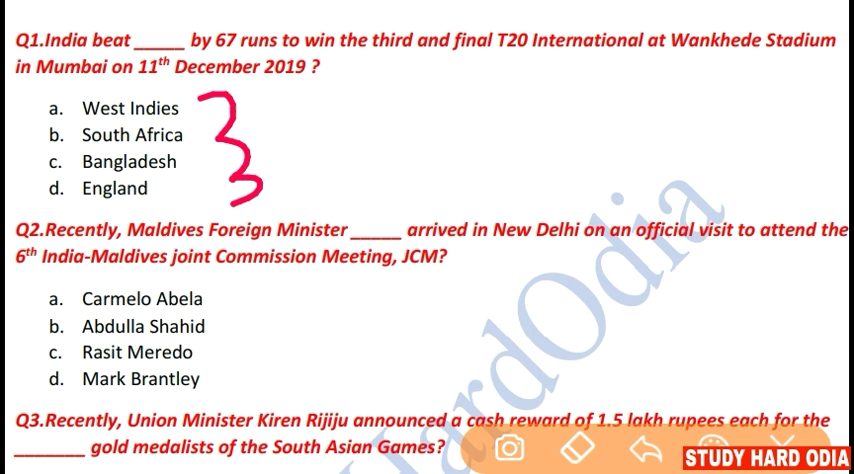 Q1.India beat _____ by 67 runs to win the third and final T20 International at Wankhede Stadium
in Mumbai on 11th December 2019 ?
a. West Indies
b. South Africa
c. Bangladesh
d. England
Q2.Recently, Maldives Foreign Minister _____ arrived in New Delhi on an official visit to attend the
6th India-Maldives joint Commission Meeting, JCM?
a. Carmelo Abela
b. Abdulla Shahid
c. Rasit Meredo
d. Mark Brantley
Q3.Recently, Union Minister Kiren Rijiju announced a cash reward of 1.5 lakh rupees each for the
_______ gold medalists of the South Asian Games?
HardOdia
STUDY HARD ODIA